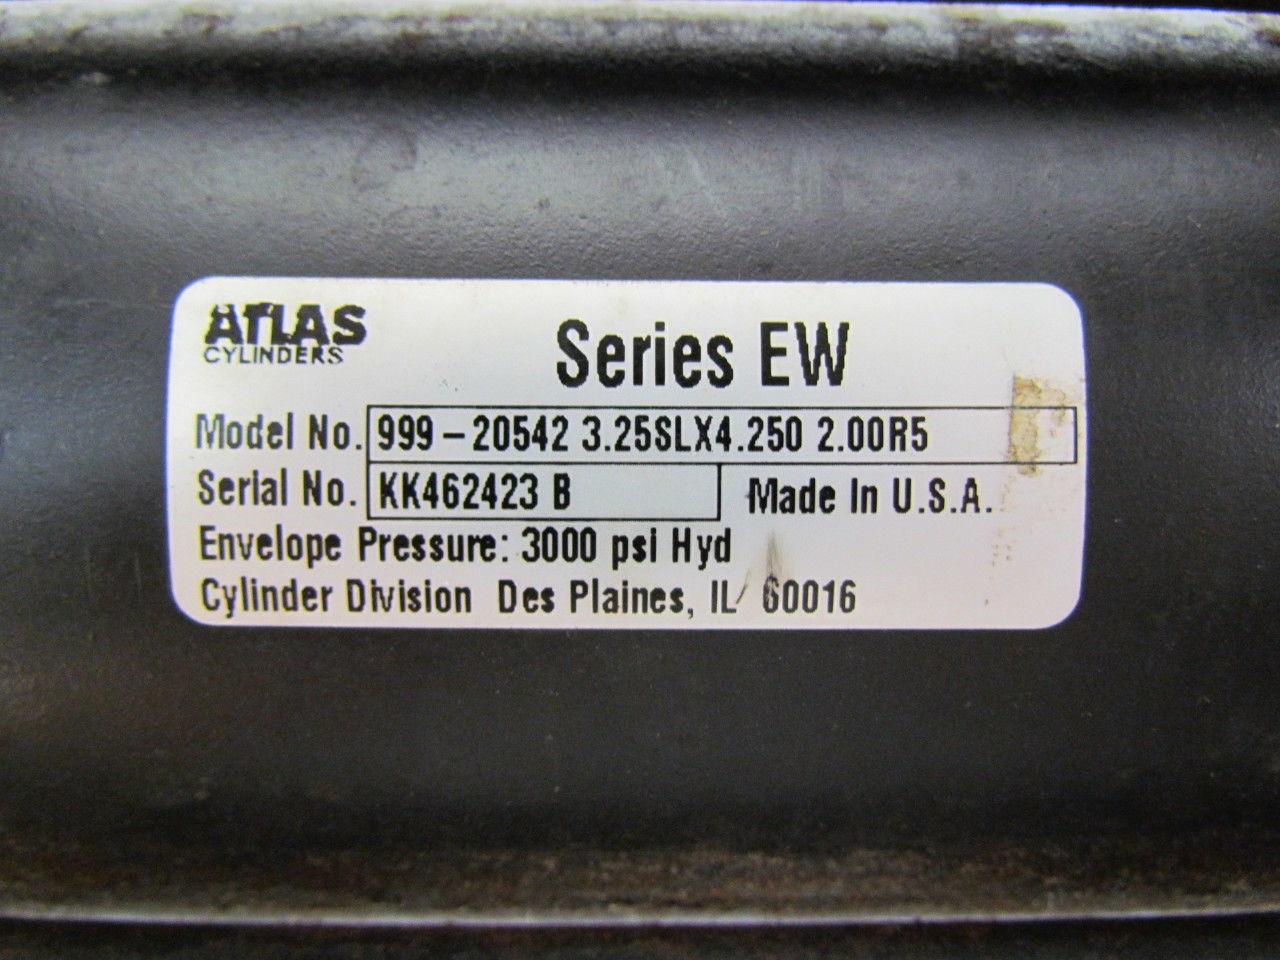 ATLAS
CYLINDERS
Series EW
Model No. 999-20542 3.25SLX4.250 2.00R5
Serial No. KK462423 B Made In U.S.A.
Envelope Pressure: 3000 psi Hyd
Cylinder Division Des Plaines, IL 60016